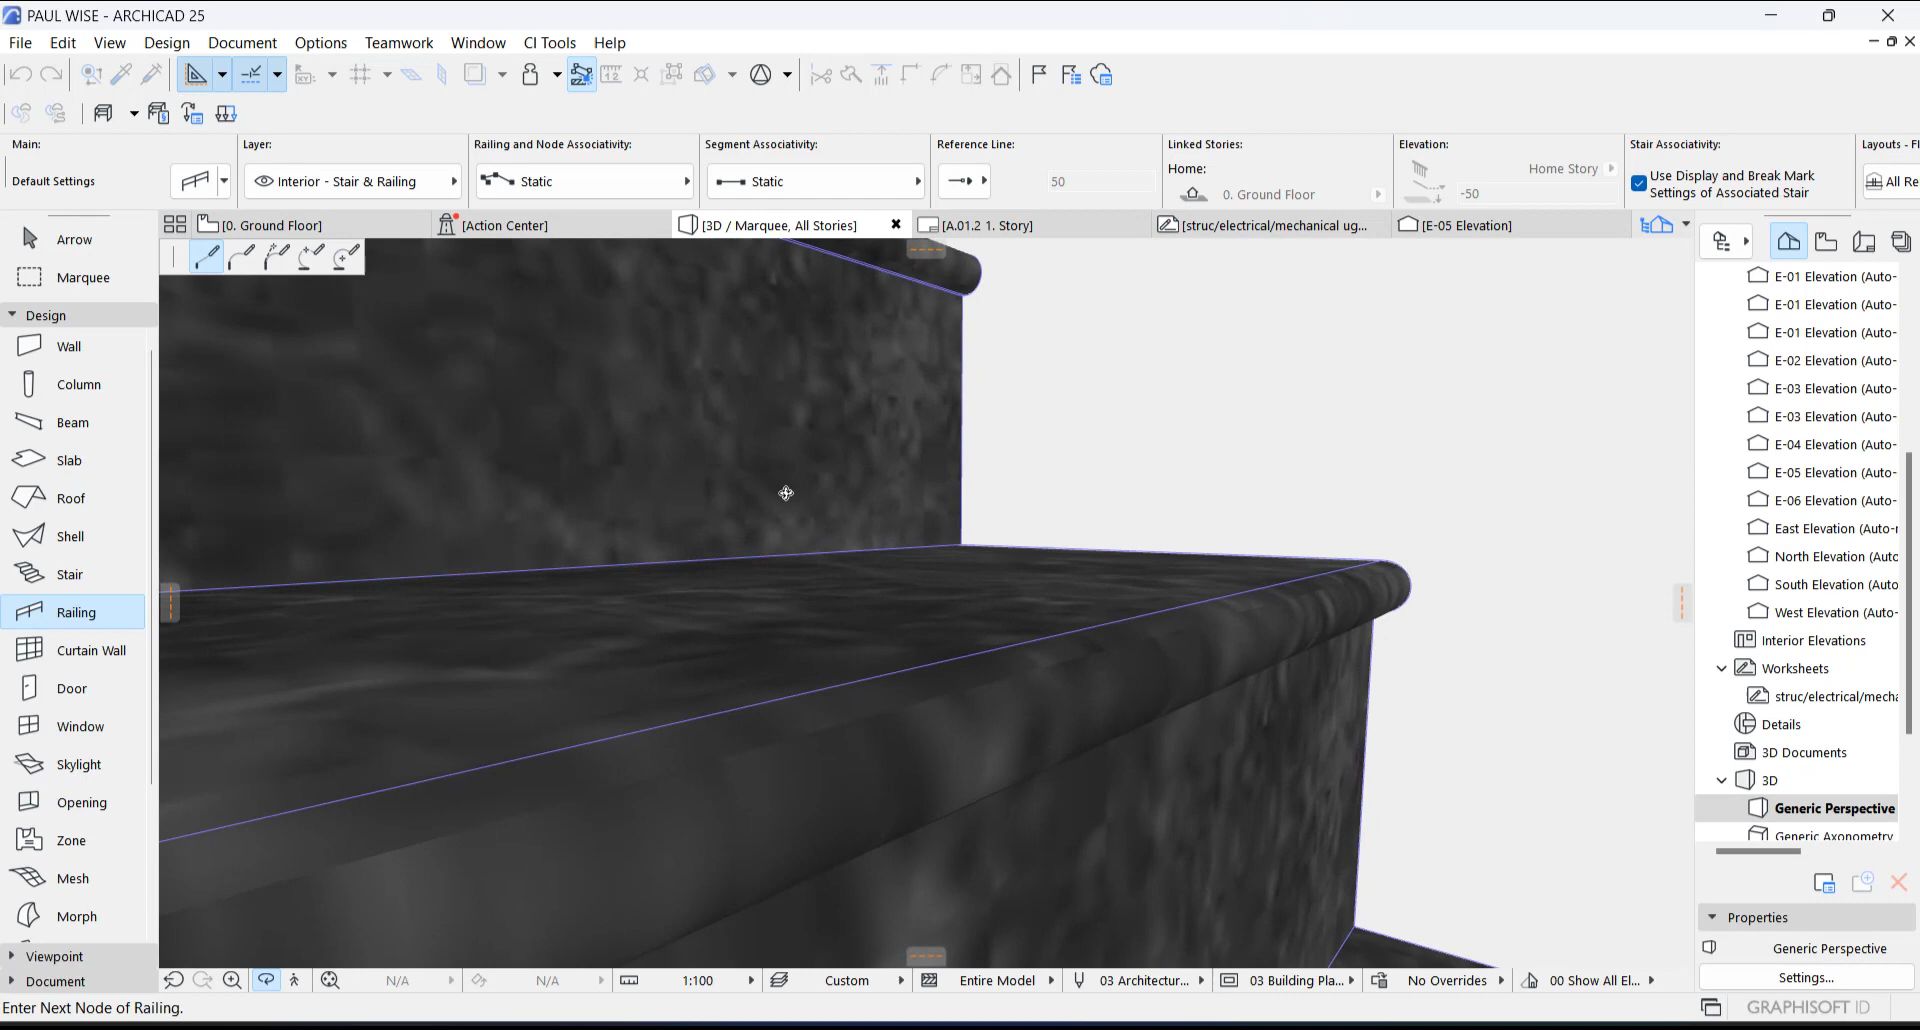 PAUL WISE - ARCHICAD 25
File Edit View Design Document Options Teamwork Window CI Tools Help
Main: Layer: Railing and Node Associativity: Segment Associativity: Reference Line: Linked Stories: Elevation: Stair Associativity: Layouts - Fl
Default Settings Interior - Stair & Railing Static Static 50 Home: 0. Ground Floor Home Story -50 Use Display and Break Mark Settings of Associated Stair All Re
[0. Ground Floor] [Action Center] [3D / Marquee, All Stories] [A.01.2 1. Story] [struc/electrical/mechanical ug... [E-05 Elevation]
Arrow
Marquee
Design
Wall
Column
Beam
Slab
Roof
Shell
Stair
Railing
Curtain Wall
Door
Window
Skylight
Opening
Zone
Mesh
Morph
Viewpoint
Document
E-01 Elevation (Auto-
E-01 Elevation (Auto-
E-01 Elevation (Auto-
E-02 Elevation (Auto-
E-03 Elevation (Auto-
E-03 Elevation (Auto-
E-04 Elevation (Auto-
E-05 Elevation (Auto-
E-06 Elevation (Auto-
East Elevation (Auto-r
North Elevation (Autc
South Elevation (Auto
West Elevation (Auto-
Interior Elevations
Worksheets
struc/electrical/mecha
Details
3D Documents
3D
Generic Perspective
Generic Axonometry
Properties
Generic Perspective
Settings...
N/A N/A 1:100 Custom Entire Model 03 Architectur... 03 Building Pla... No Overrides 00 Show All El...
Enter Next Node of Railing.
GRAPHISOFT ID